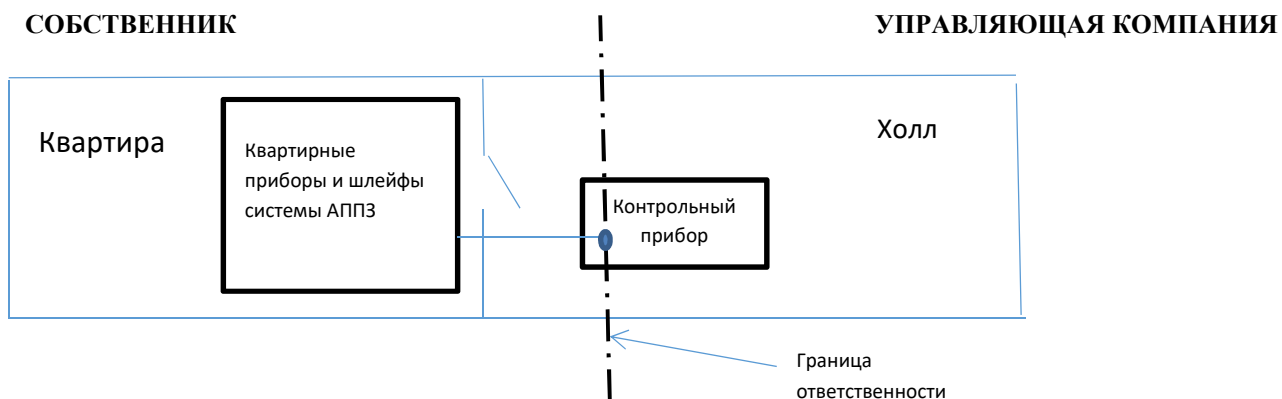 СОБСТВЕННИК
УПРАВЛЯЮЩАЯ КОМПАНИЯ
Квартира
Квартирные
приборы и шлейфы
системы АППЗ
Холл
Контрольный
прибор
Граница
ответственности